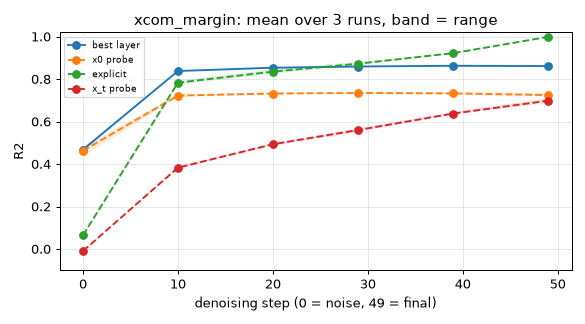 xcom_margin: mean over 3 runs, band = range
best layer
x0 probe
explicit
x_t probe
R2
1.0
0.8
0.6
0.4
0.2
0.0
0 10 20 30 40 50
denoising step (0 = noise, 49 = final)